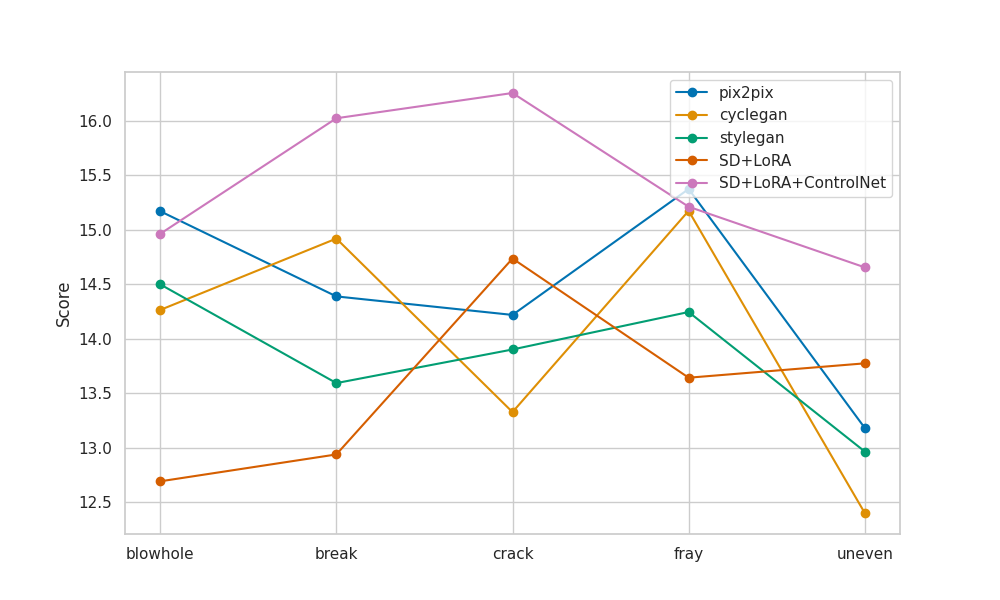 pix2pix
cyclegan
stylegan
SD+LoRA
SD+LoRA+ControlNet
Score
16.0
15.5
15.0
14.5
14.0
13.5
13.0
12.5
blowhole break crack fray uneven